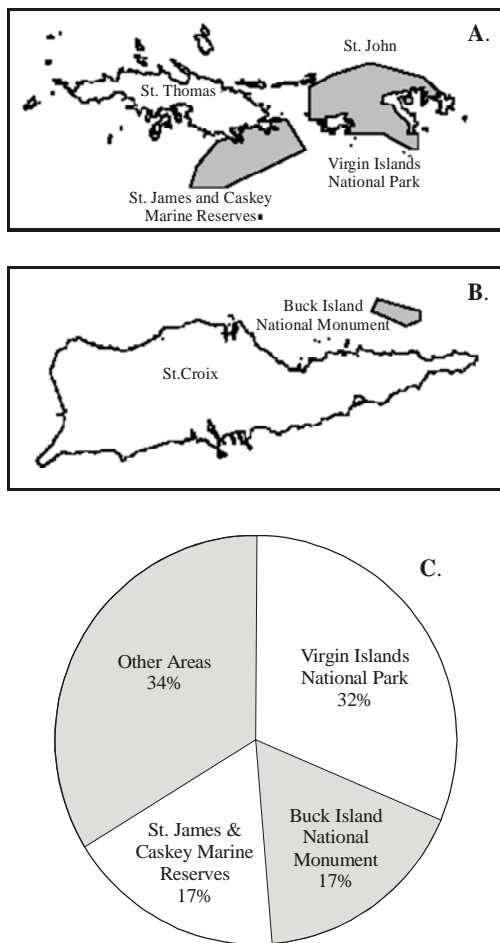 A.
St. John
St. Thomas
Virgin Islands
National Park
St. James and Caskey
Marine Reserves
B.
Buck Island
National Monument
St.Croix
C.
Other Areas
34%
Virgin Islands
National Park
32%
St. James &
Caskey Marine
Reserves
17%
Buck Island
National
Monument
17%